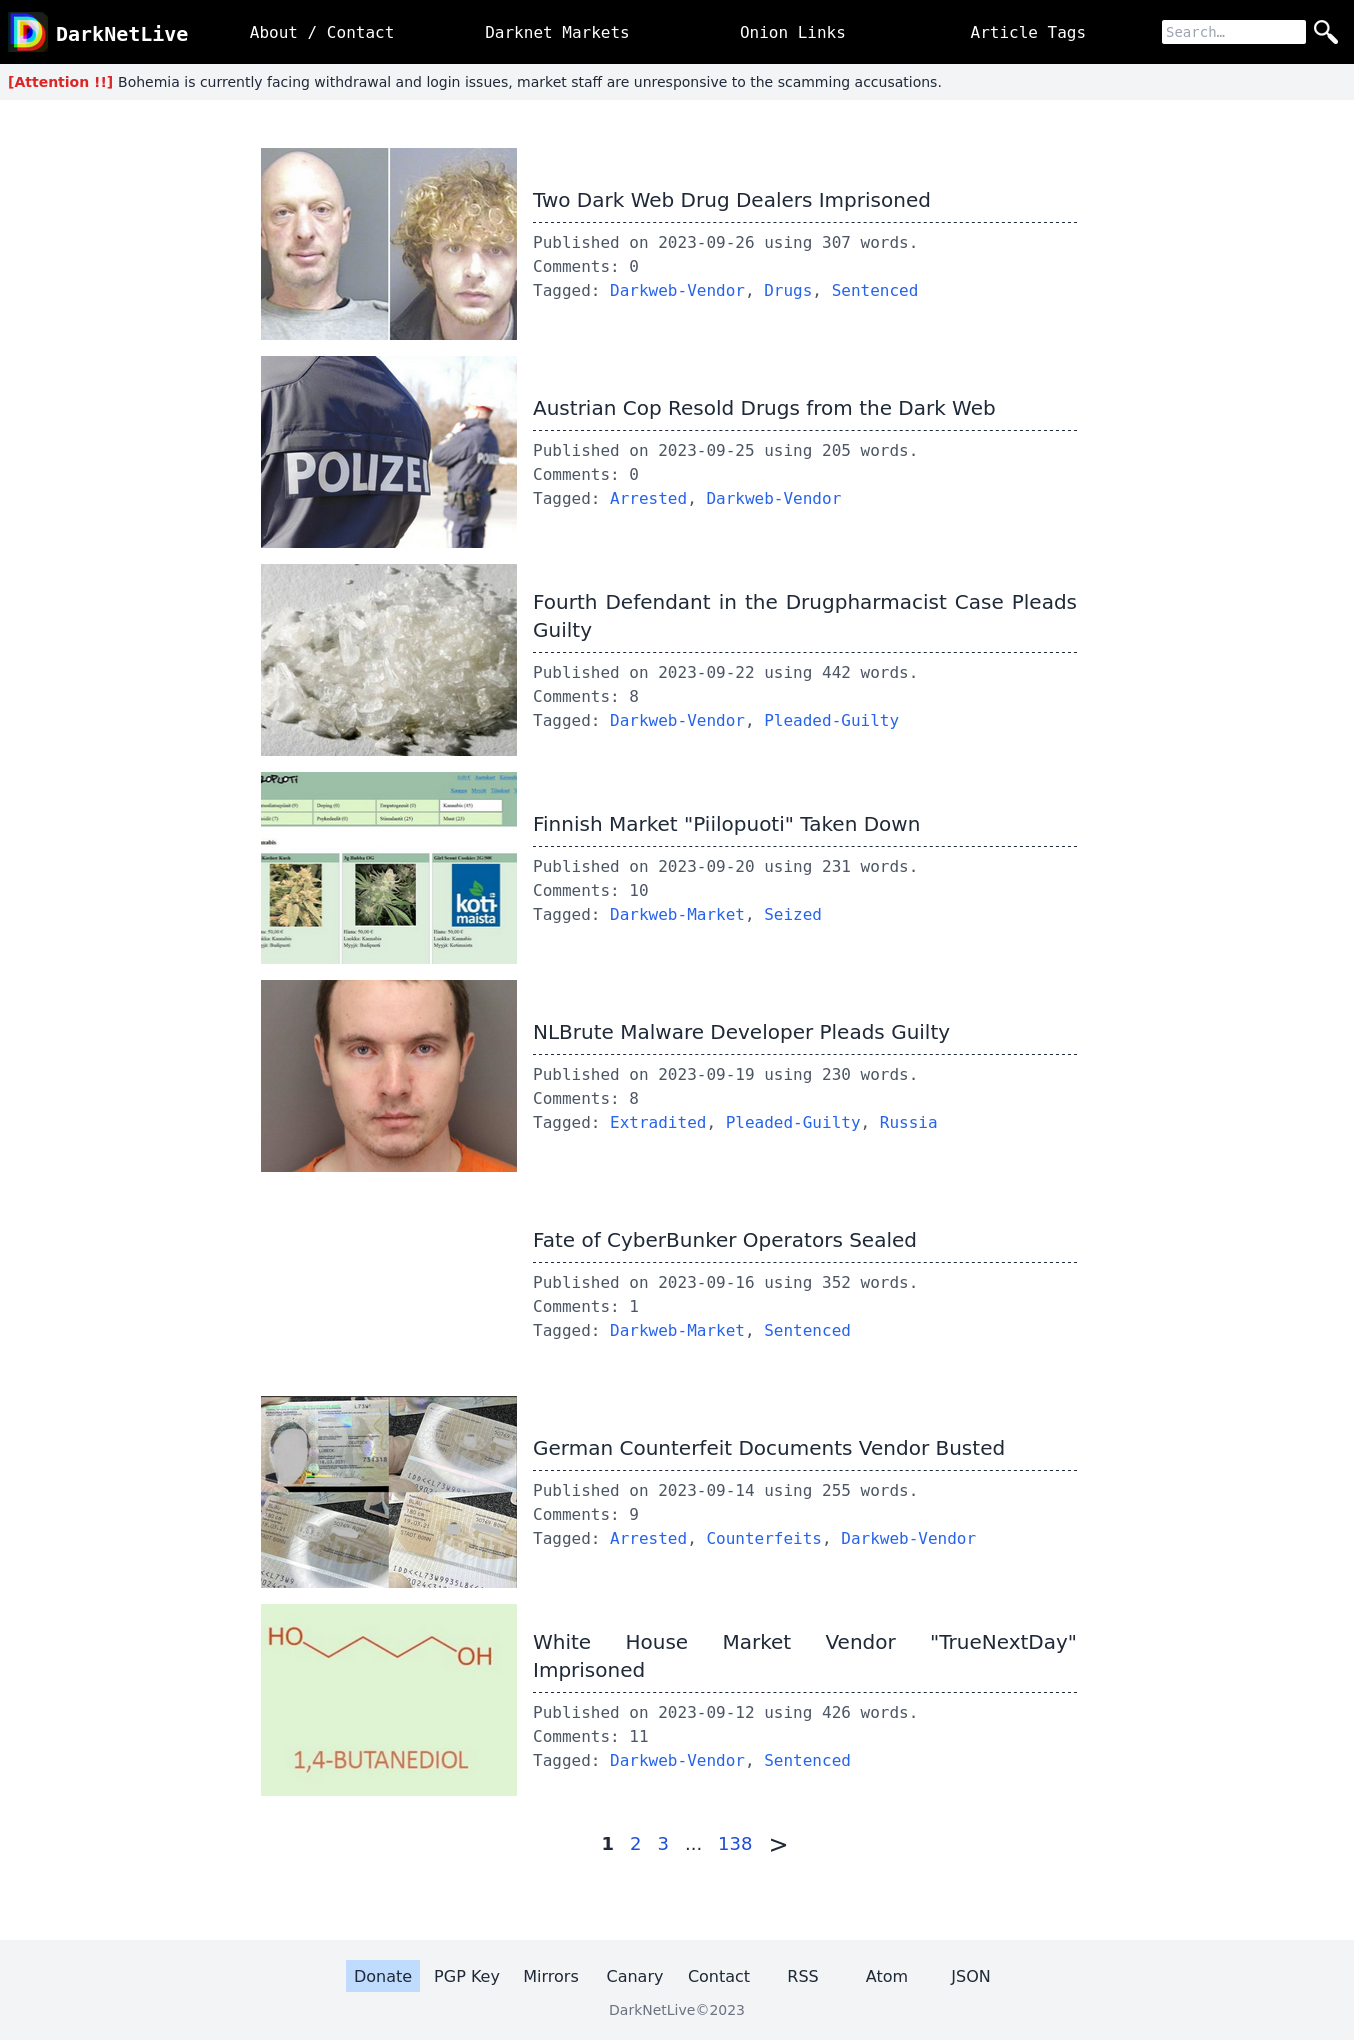 DarkNetLive
About / Contact
Darknet Markets
Onion Links
Article Tags
Search…
[Attention !!] Bohemia is currently facing withdrawal and login issues, market staff are unresponsive to the scamming accusations.
Two Dark Web Drug Dealers Imprisoned
Published on 2023-09-26 using 307 words.
Comments: 0
Tagged: Darkweb-Vendor, Drugs, Sentenced
POLIZEI
Austrian Cop Resold Drugs from the Dark Web
Published on 2023-09-25 using 205 words.
Comments: 0
Tagged: Arrested, Darkweb-Vendor
Fourth Defendant in the Drugpharmacist Case Pleads
Guilty
Published on 2023-09-22 using 442 words.
Comments: 8
Tagged: Darkweb-Vendor, Pleaded-Guilty
koti
maista
Finnish Market "Piilopuoti" Taken Down
Published on 2023-09-20 using 231 words.
Comments: 10
Tagged: Darkweb-Market, Seized
NLBrute Malware Developer Pleads Guilty
Published on 2023-09-19 using 230 words.
Comments: 8
Tagged: Extradited, Pleaded-Guilty, Russia
Fate of CyberBunker Operators Sealed
Published on 2023-09-16 using 352 words.
Comments: 1
Tagged: Darkweb-Market, Sentenced
German Counterfeit Documents Vendor Busted
Published on 2023-09-14 using 255 words.
Comments: 9
Tagged: Arrested, Counterfeits, Darkweb-Vendor
HO
OH
1,4-BUTANEDIOL
White House Market Vendor "TrueNextDay"
Imprisoned
Published on 2023-09-12 using 426 words.
Comments: 11
Tagged: Darkweb-Vendor, Sentenced
1 2 3 ... 138 >
Donate PGP Key Mirrors Canary Contact RSS Atom JSON
DarkNetLive©2023